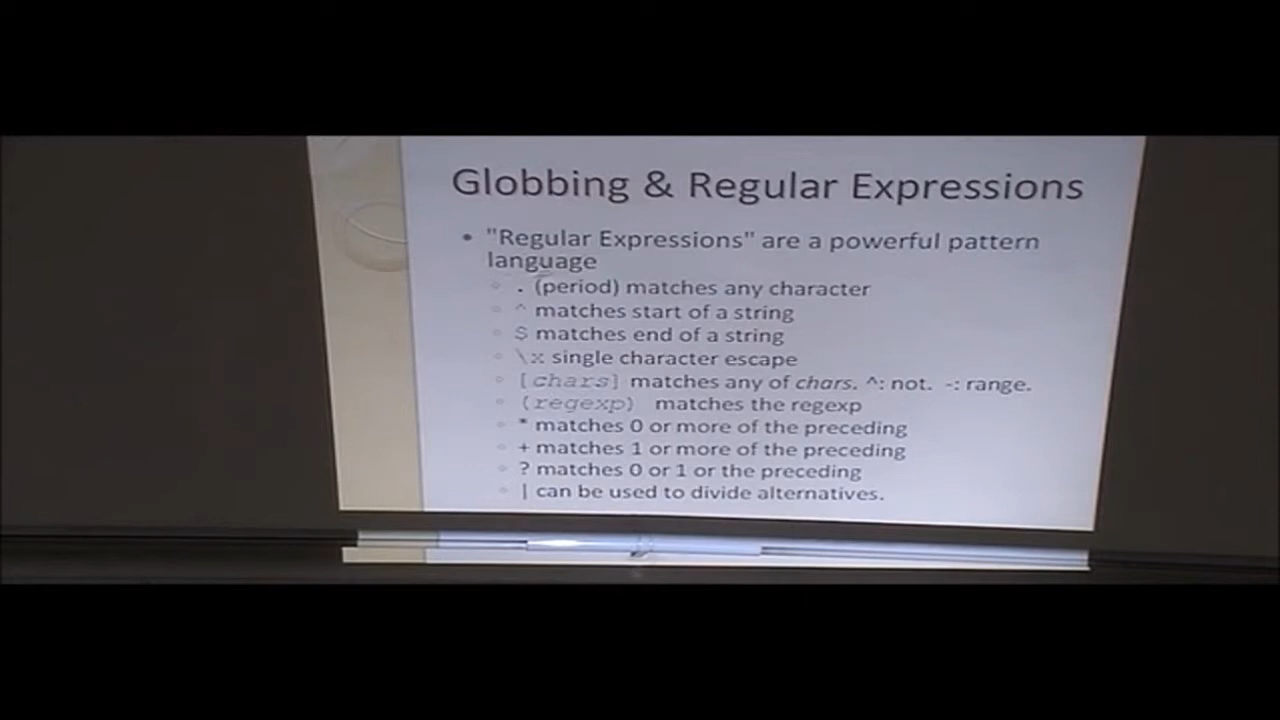 Globbing & Regular Expressions
• "Regular Expressions" are a powerful pattern
language
. (period) matches any character
^ matches start of a string
$ matches end of a string
\x single character escape
[chars] matches any of chars. ^: not. -: range.
(regexp) matches the regexp
* matches 0 or more of the preceding
+ matches 1 or more of the preceding
? matches 0 or 1 or the preceding
| can be used to divide alternatives.